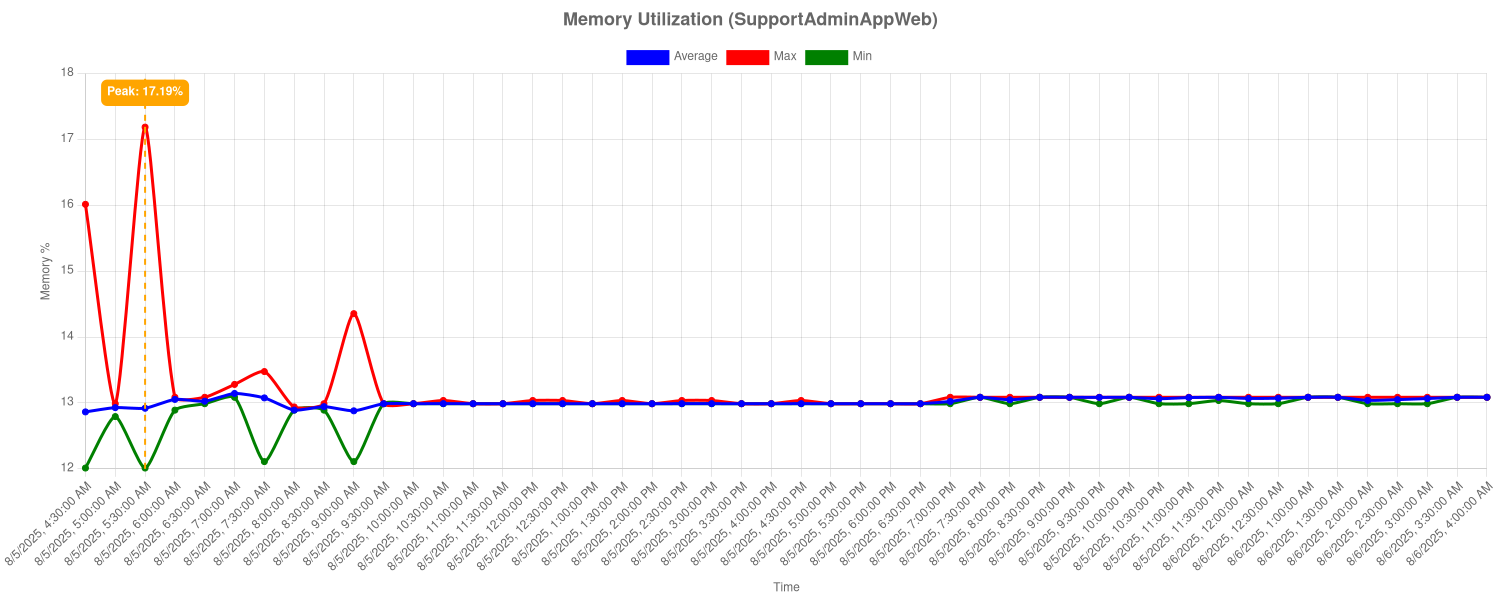 Memory Utilization (SupportAdminAppWeb)
Average Max Min
18
Peak: 17.19%
17
16
15
14
13
12
Memory %
8/5/2025, 4:30:00 AM
8/5/2025, 5:00:00 AM
8/5/2025, 5:30:00 AM
8/5/2025, 6:00:00 AM
8/5/2025, 6:30:00 AM
8/5/2025, 7:00:00 AM
8/5/2025, 7:30:00 AM
8/5/2025, 8:00:00 AM
8/5/2025, 8:30:00 AM
8/5/2025, 9:00:00 AM
8/5/2025, 9:30:00 AM
8/5/2025, 10:00:00 AM
8/5/2025, 10:30:00 AM
8/5/2025, 11:00:00 AM
8/5/2025, 11:30:00 AM
8/5/2025, 12:00:00 PM
8/5/2025, 12:30:00 PM
8/5/2025, 1:00:00 PM
8/5/2025, 1:30:00 PM
8/5/2025, 2:00:00 PM
8/5/2025, 2:30:00 PM
8/5/2025, 3:00:00 PM
8/5/2025, 3:30:00 PM
8/5/2025, 4:00:00 PM
8/5/2025, 4:30:00 PM
8/5/2025, 5:00:00 PM
8/5/2025, 5:30:00 PM
8/5/2025, 6:00:00 PM
8/5/2025, 6:30:00 PM
8/5/2025, 7:00:00 PM
8/5/2025, 7:30:00 PM
8/5/2025, 8:00:00 PM
8/5/2025, 8:30:00 PM
8/5/2025, 9:00:00 PM
8/5/2025, 9:30:00 PM
8/5/2025, 10:00:00 PM
8/5/2025, 10:30:00 PM
8/5/2025, 11:00:00 PM
8/5/2025, 11:30:00 PM
8/6/2025, 12:00:00 AM
8/6/2025, 12:30:00 AM
8/6/2025, 1:00:00 AM
8/6/2025, 1:30:00 AM
8/6/2025, 2:00:00 AM
8/6/2025, 2:30:00 AM
8/6/2025, 3:00:00 AM
8/6/2025, 3:30:00 AM
8/6/2025, 4:00:00 AM
Time